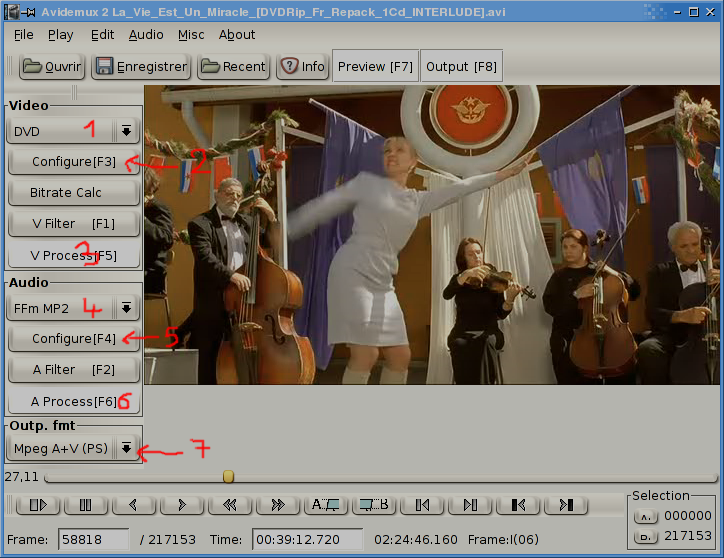 Avidemux 2 La_Vie_Est_Un_Miracle_[DVDRip_Fr_Repack_1Cd_INTERLUDE].avi
File Play Edit Audio Misc About
Ouvrir Enregistrer Recent Info Preview [F7] Output [F8]
Video
DVD 1
Configure[F3] 2
Bitrate Calc
V Filter [F1]
V Process[F5] 3
Audio
FFm MP2 4
Configure[F4] 5
A Filter [F2]
A Process[F6] 6
Outp. fmt
Mpeg A+V (PS) 7
27,11
A B
Selection
A. 000000
B. 217153
Frame: 58818 / 217153 Time: 00:39:12.720 02:24:46.160 Frame:I(06)